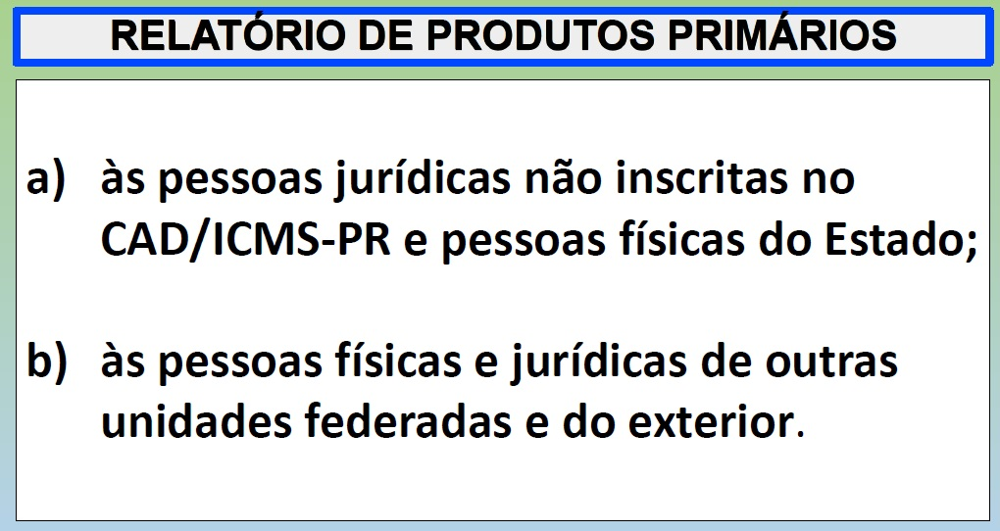 RELATÓRIO DE PRODUTOS PRIMÁRIOS
a) às pessoas jurídicas não inscritas no
CAD/ICMS-PR e pessoas físicas do Estado;
b) às pessoas físicas e jurídicas de outras
unidades federadas e do exterior.